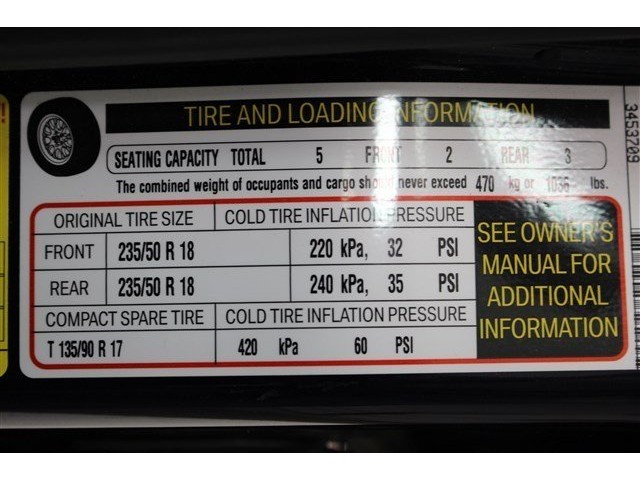 TIRE AND LOADING INFORMATION
SEATING CAPACITY TOTAL 5 FRONT 2 REAR 3
The combined weight of occupants and cargo should never exceed 470 kg or 1036 lbs.
ORIGINAL TIRE SIZE COLD TIRE INFLATION PRESSURE
FRONT 235/50 R 18 220 kPa, 32 PSI
REAR 235/50 R 18 240 kPa, 35 PSI
COMPACT SPARE TIRE COLD TIRE INFLATION PRESSURE
T 135/90 R 17 420 kPa 60 PSI
SEE OWNER'S
MANUAL FOR
ADDITIONAL
INFORMATION
3453709